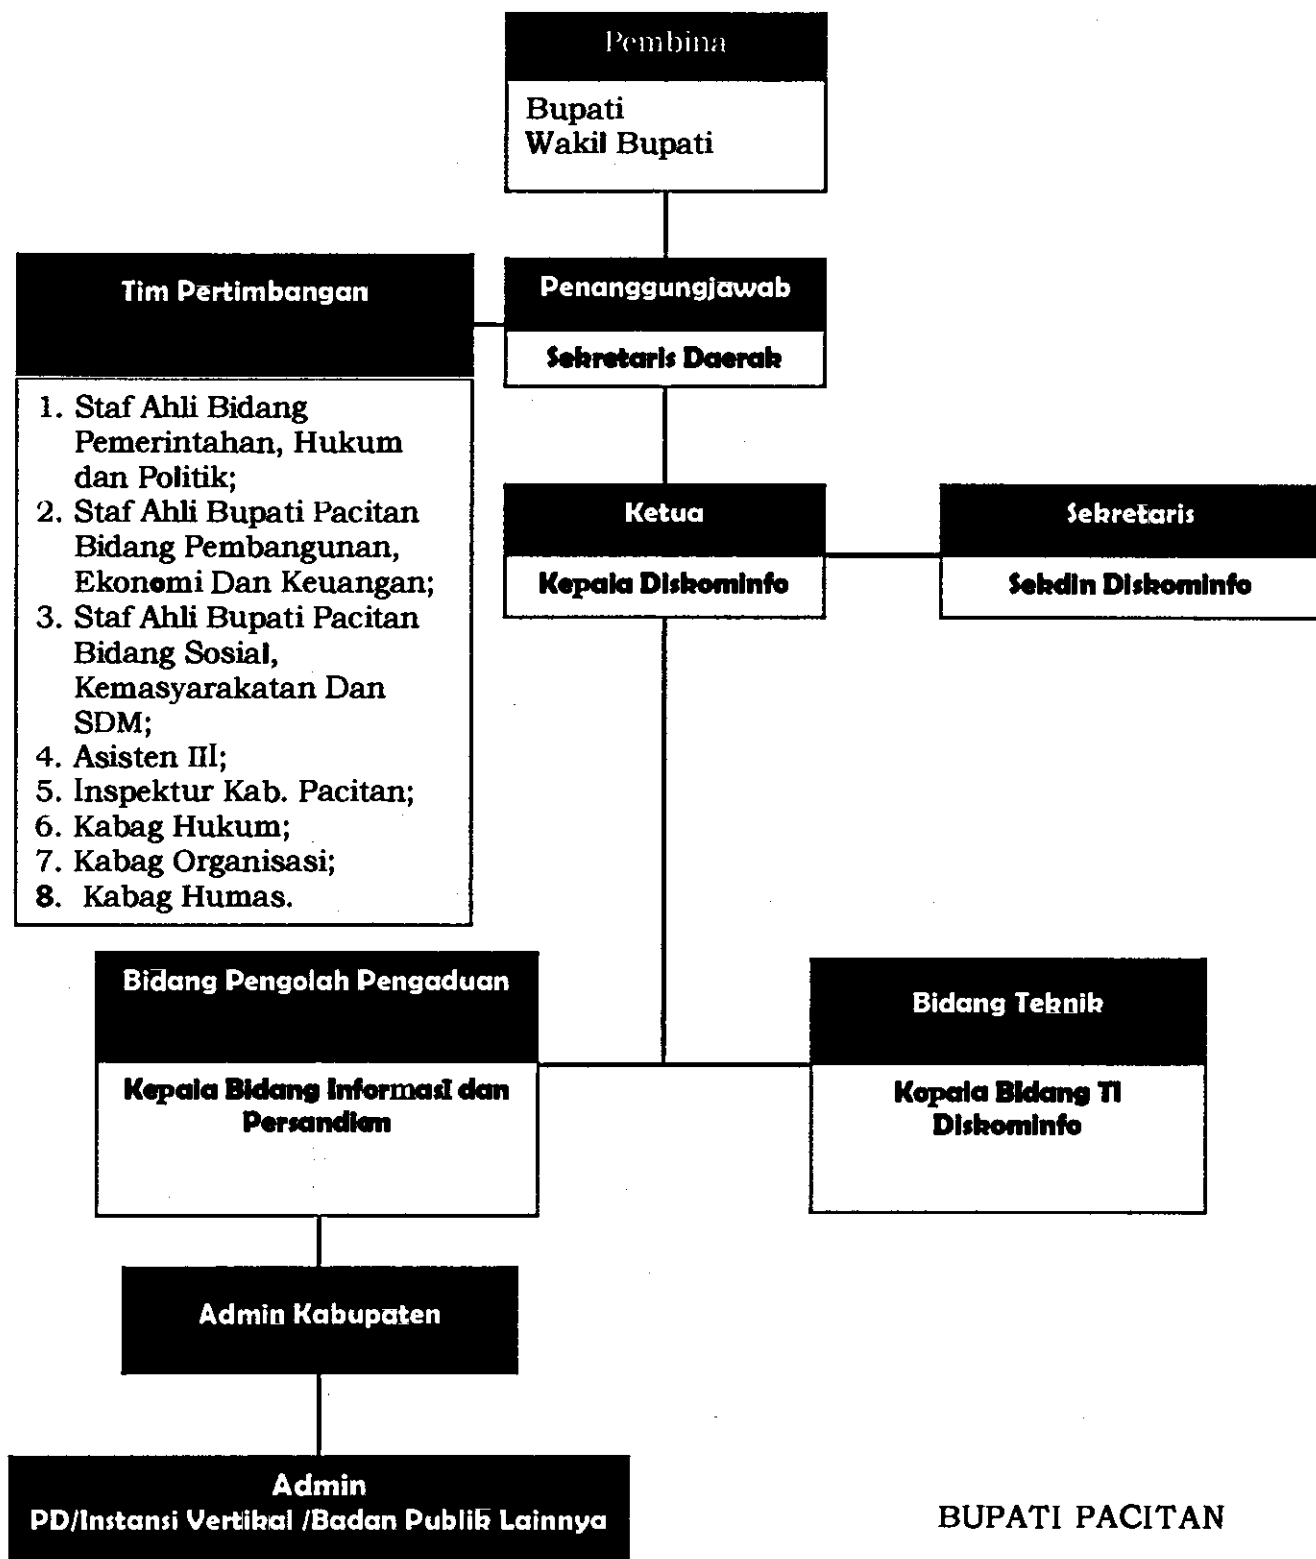 Pembina
Bupati
Wakil Bupati
Tim Pertimbangan
1. Staf Ahli Bidang
Pemerintahan, Hukum
dan Politik;
2. Staf Ahli Bupati Pacitan
Bidang Pembangunan,
Ekonomi Dan Keuangan;
3. Staf Ahli Bupati Pacitan
Bidang Sosial,
Kemasyarakatan Dan
SDM;
4. Asisten III;
5. Inspektur Kab. Pacitan;
6. Kabag Hukum;
7. Kabag Organisasi;
8. Kabag Humas.
Penanggungjawab
Sekretaris Daerah
Ketua
Kepala Diskominfo
Sekretaris
Sekdin Diskominfo
Bidang Pengolah Pengaduan
Kepala Bidang Informasi dan
Persandian
Bidang Teknik
Kepala Bidang TI
Diskominfo
Admin Kabupaten
Admin
PD/Instansi Vertikal /Badan Publik Lainnya
BUPATI PACITAN